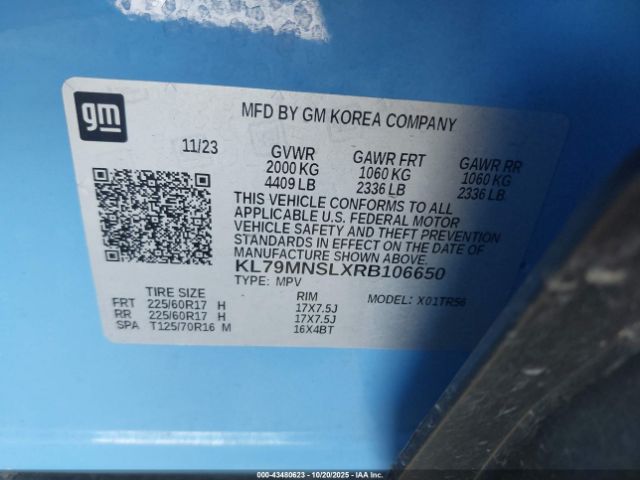 gm
MFD BY GM KOREA COMPANY
11/23
GVWR
2000 KG
4409 LB
GAWR FRT
1060 KG
2336 LB
GAWR RR
1060 KG
2336 LB
THIS VEHICLE CONFORMS TO ALL
APPLICABLE U.S. FEDERAL MOTOR
VEHICLE SAFETY AND THEFT PREVENTION
STANDARDS IN EFFECT ON THE DATE
OF MANUFACTURE SHOWN ABOVE.
KL79MNSLXRB106650
TYPE: MPV
MODEL: X01TR56
TIRE SIZE RIM
FRT 225/60R17 H 17X7.5J
RR 225/60R17 H 17X7.5J
SPA T125/70R16 M 16X4BT
000-43480623 | 10/20/2025 | IAA Inc.